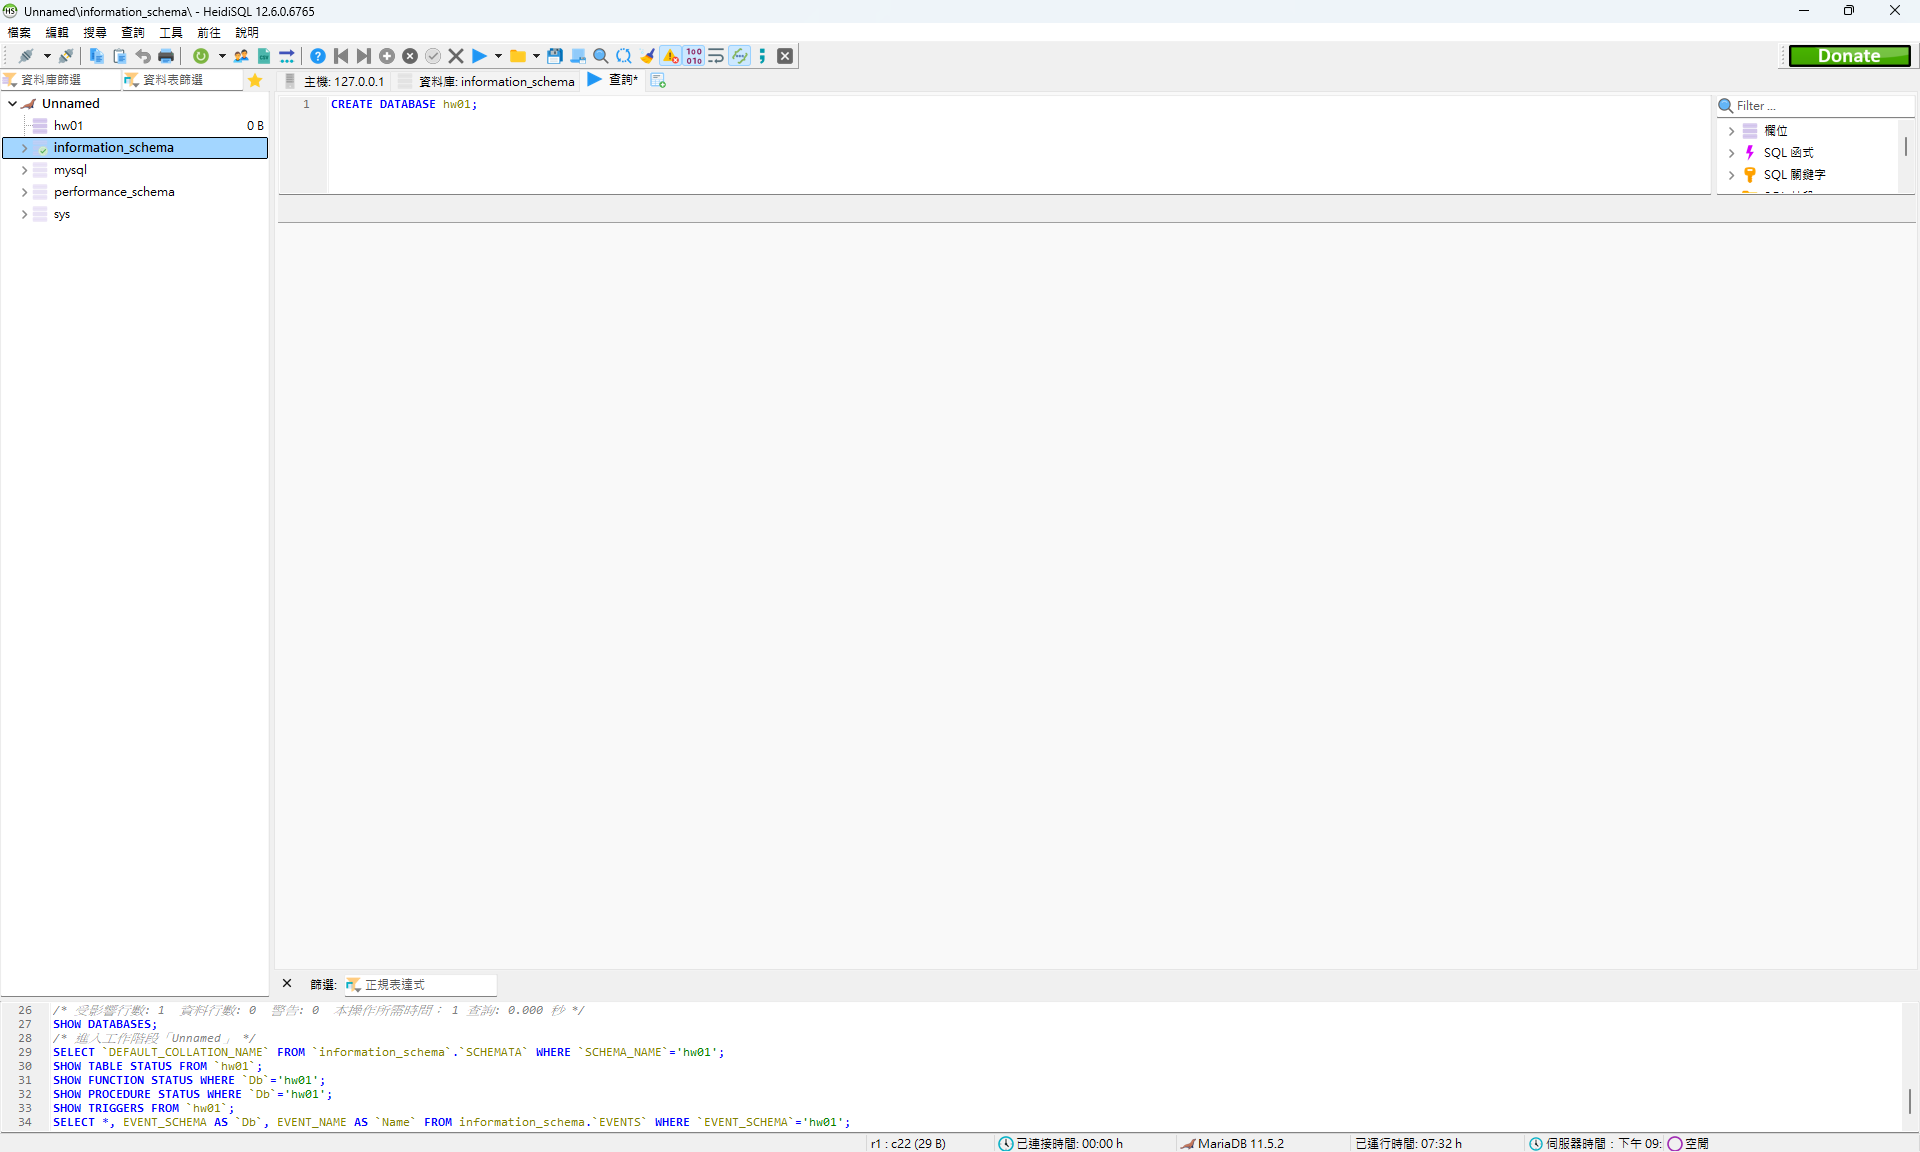 Unnamed\information_schema\ - HeidiSQL 12.6.0.6765
檔案 編輯 搜尋 查詢 工具 前往 說明
Donate
資料庫篩選 資料表篩選 主機: 127.0.0.1 資料庫: information_schema 查詢*
Unnamed
hw01 0 B
information_schema
mysql
performance_schema
sys
1 CREATE DATABASE hw01;
Filter ...
欄位
SQL 函式
SQL 關鍵字
篩選: 正規表達式
26 /* 受影響行數: 1 資料行數: 0 警告: 0 本操作所需時間： 1 查詢: 0.000 秒 */
27 SHOW DATABASES;
28 /* 進入工作階段「Unnamed」 */
29 SELECT `DEFAULT_COLLATION_NAME` FROM `information_schema`.`SCHEMATA` WHERE `SCHEMA_NAME`='hw01';
30 SHOW TABLE STATUS FROM `hw01`;
31 SHOW FUNCTION STATUS WHERE `Db`='hw01';
32 SHOW PROCEDURE STATUS WHERE `Db`='hw01';
33 SHOW TRIGGERS FROM `hw01`;
34 SELECT *, EVENT_SCHEMA AS `Db`, EVENT_NAME AS `Name` FROM information_schema.`EVENTS` WHERE `EVENT_SCHEMA`='hw01';
r1 : c22 (29 B) 已連接時間: 00:00 h MariaDB 11.5.2 已運行時間: 07:32 h 伺服器時間：下午 09: 空閒